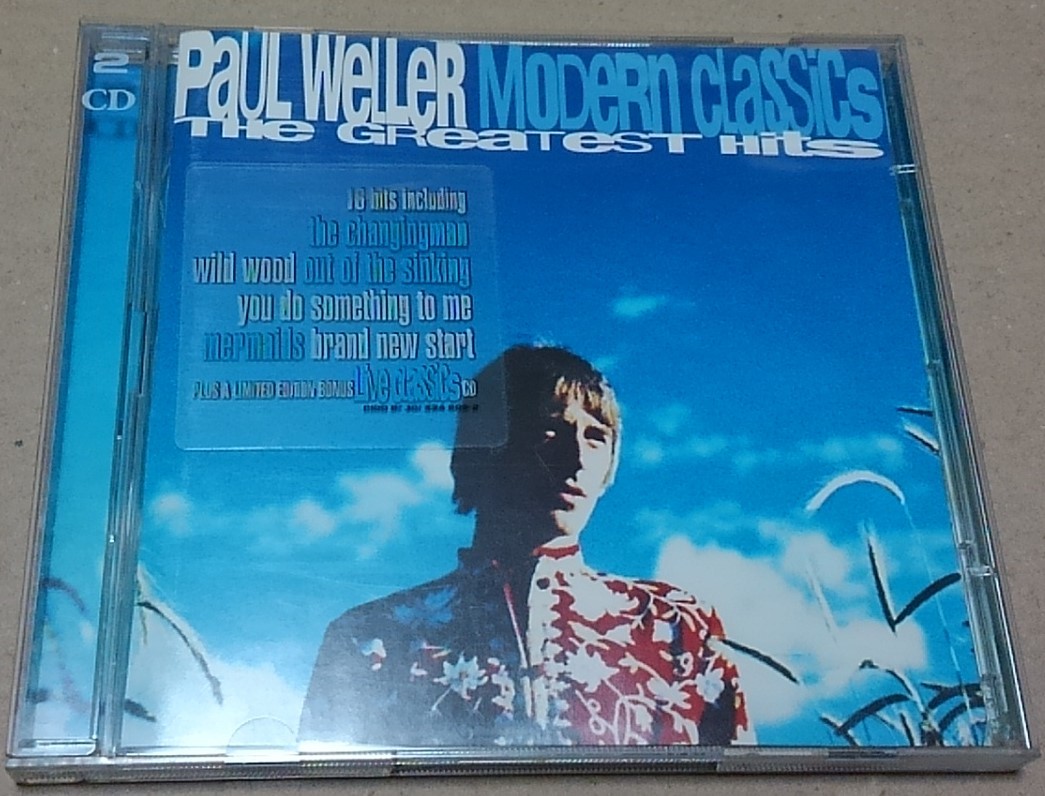 2
CD
PAUL WELLER MODERN CLASSICS
THE GREATEST HITS
16 hits including
the changingman
wild wood out of the sinking
you do something to me
mermaids brand new start
PLUS A LIMITED EDITION BONUS Live classics CD